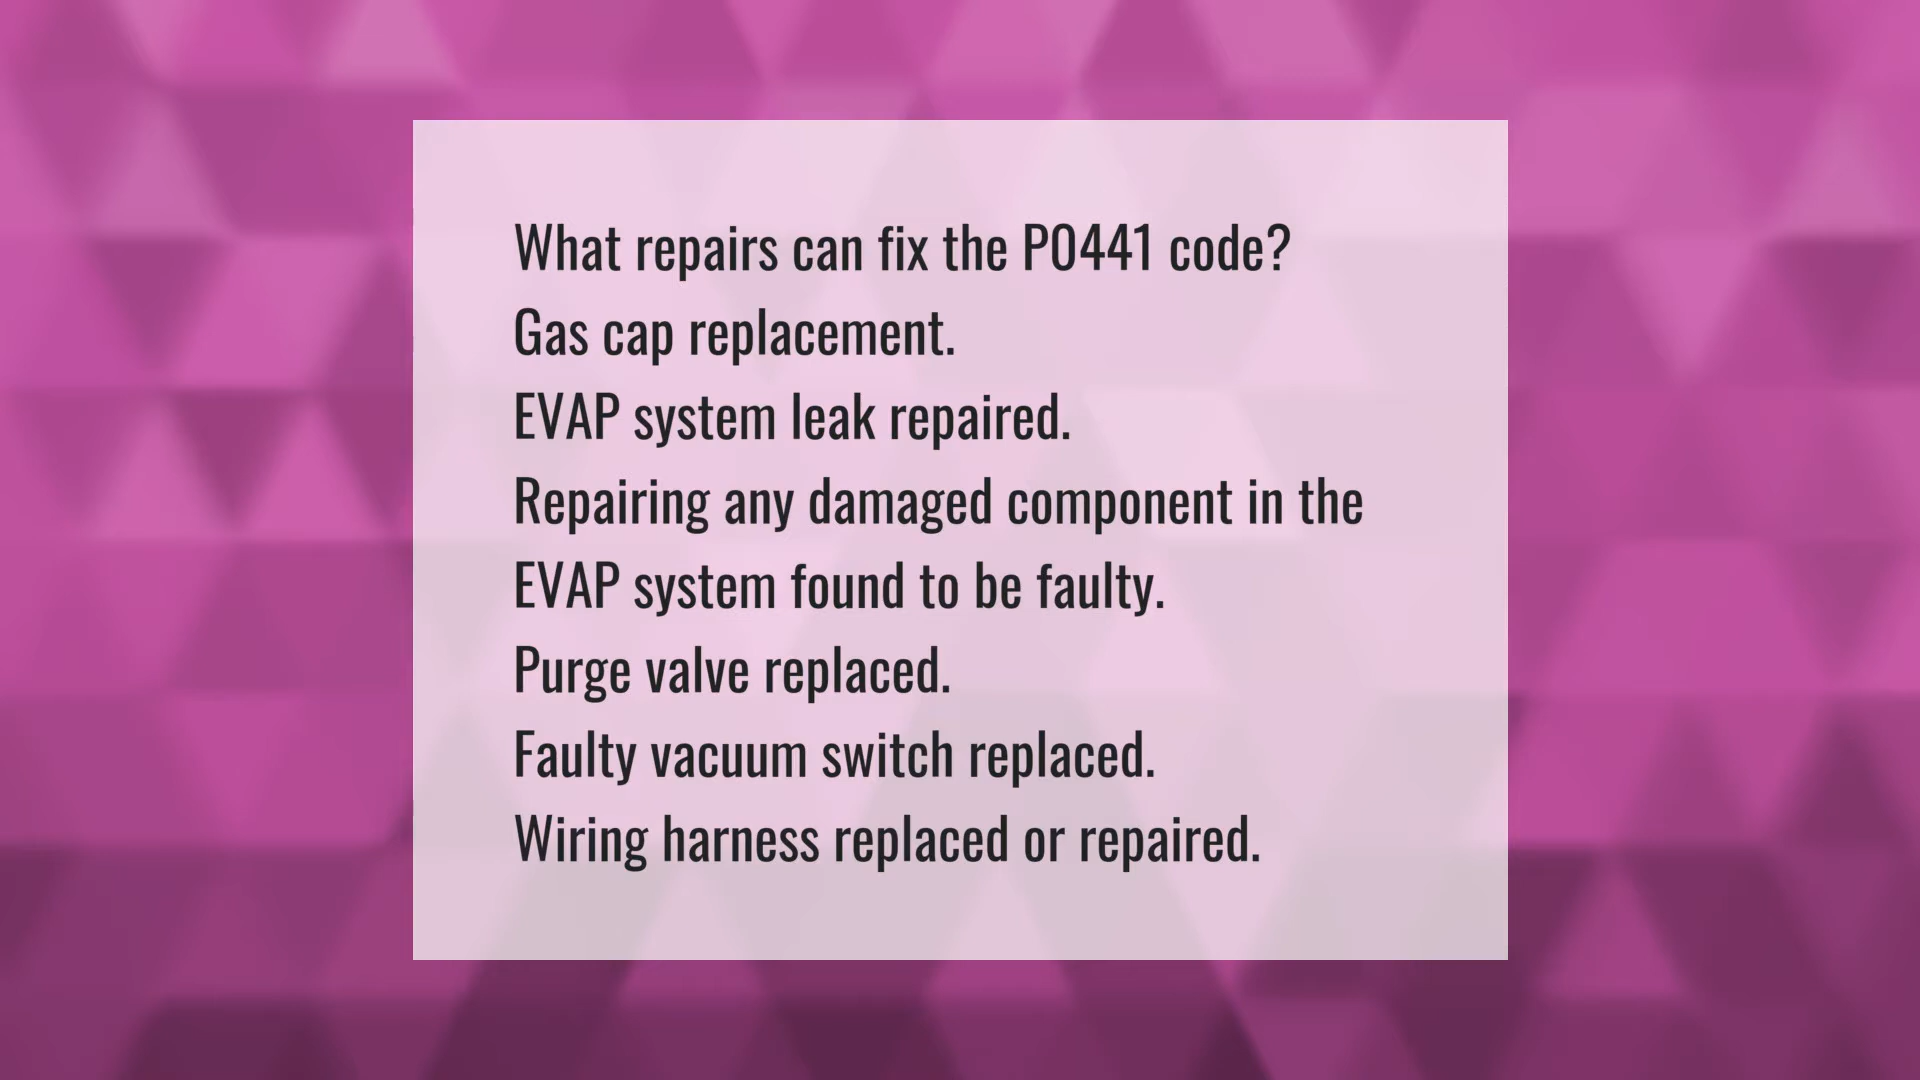 What repairs can fix the P0441 code?
Gas cap replacement.
EVAP system leak repaired.
Repairing any damaged component in the
EVAP system found to be faulty.
Purge valve replaced.
Faulty vacuum switch replaced.
Wiring harness replaced or repaired.